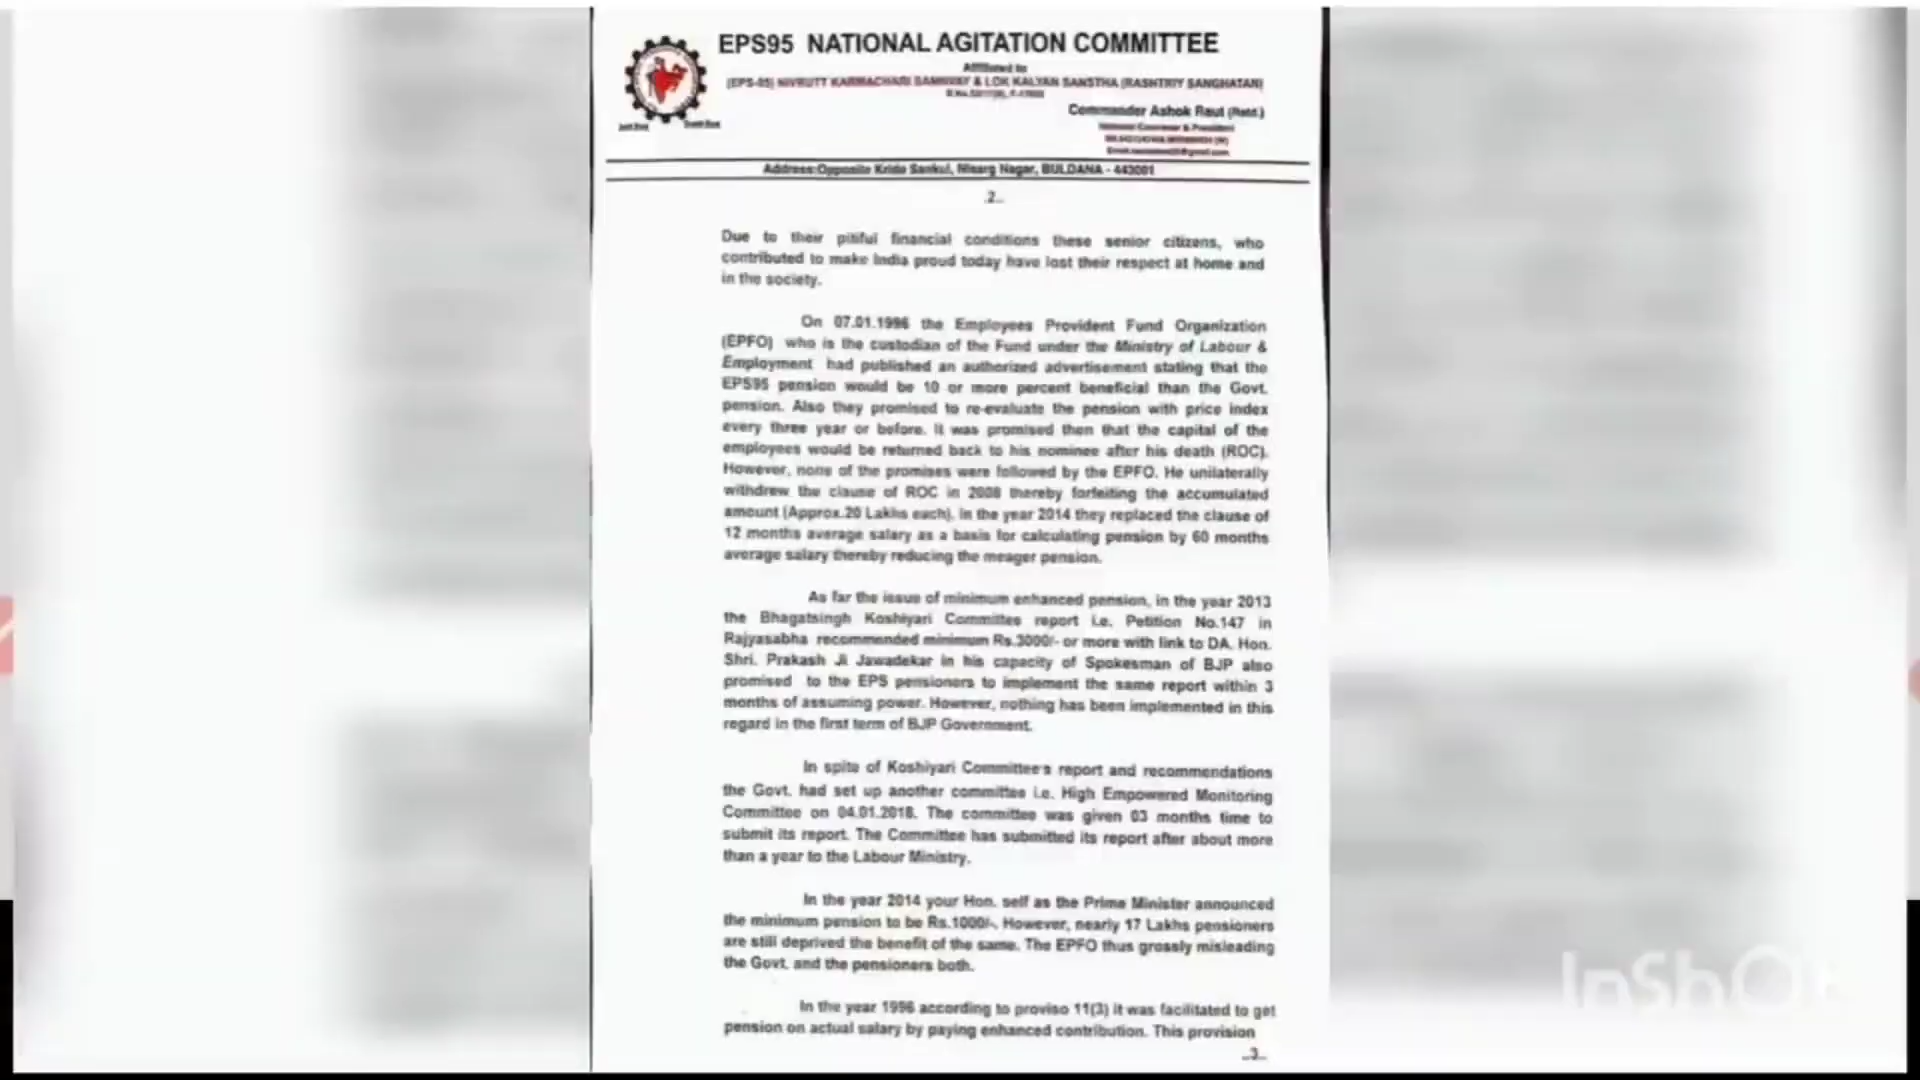 EPS95 NATIONAL AGITATION COMMITTEE
Affiliated to
(EPS-95) NIVRUTT KARMACHARI SAMNVAY & LOK KALYAN SANSTHA (RASHTRIY SANGHATAN)
Commander Ashok Raut (Retd.)
National Convenor & President
Address:Opposite Krida Sankul, Nisarg Nagar, BULDANA - 443001
.2..
Due to their pitiful financial conditions these senior citizens, who
contributed to make India proud today have lost their respect at home and
in the society.
On 07.01.1996 the Employees Provident Fund Organization
(EPFO) who is the custodian of the Fund under the Ministry of Labour &
Employment had published an authorized advertisement stating that the
EPS95 pension would be 10 or more percent beneficial than the Govt.
pension. Also they promised to re-evaluate the pension with price index
every three year or before. It was promised then that the capital of the
employees would be returned back to his nominee after his death (ROC).
However, none of the promises were followed by the EPFO. He unilaterally
withdrew the clause of ROC in 2008 thereby forfeiting the accumulated
amount (Approx.20 Lakhs each). In the year 2014 they replaced the clause of
12 months average salary as a basis for calculating pension by 60 months
average salary thereby reducing the meager pension.
As far the issue of minimum enhanced pension, in the year 2013
the Bhagatsingh Koshiyari Committee report i.e. Petition No.147 in
Rajyasabha recommended minimum Rs.3000/- or more with link to DA. Hon.
Shri. Prakash Ji Jawadekar in his capacity of Spokesman of BJP also
promised to the EPS pensioners to implement the same report within 3
months of assuming power. However, nothing has been implemented in this
regard in the first term of BJP Government.
In spite of Koshiyari Committee's report and recommendations
the Govt. had set up another committee i.e. High Empowered Monitoring
Committee on 04.01.2018. The committee was given 03 months time to
submit its report. The Committee has submitted its report after about more
than a year to the Labour Ministry.
In the year 2014 your Hon. self as the Prime Minister announced
the minimum pension to be Rs.1000/-. However, nearly 17 Lakhs pensioners
are still deprived the benefit of the same. The EPFO thus grossly misleading
the Govt. and the pensioners both.
In the year 1996 according to proviso 11(3) it was facilitated to get
pension on actual salary by paying enhanced contribution. This provision
..3..
InShOt